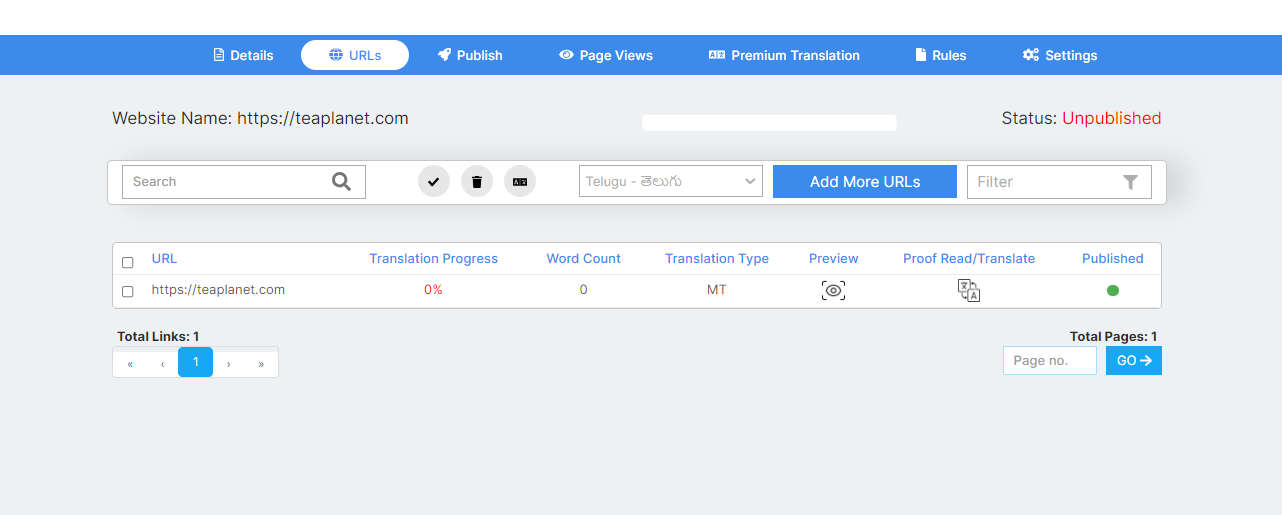 Details URLs Publish Page Views Premium Translation Rules Settings
Website Name: https://teaplanet.com Status: Unpublished
Search Telugu - తెలుగు Add More URLs Filter
URL Translation Progress Word Count Translation Type Preview Proof Read/Translate Published
https://teaplanet.com 0% 0 MT
Total Links: 1 Total Pages: 1
« ‹ 1 › » Page no. GO